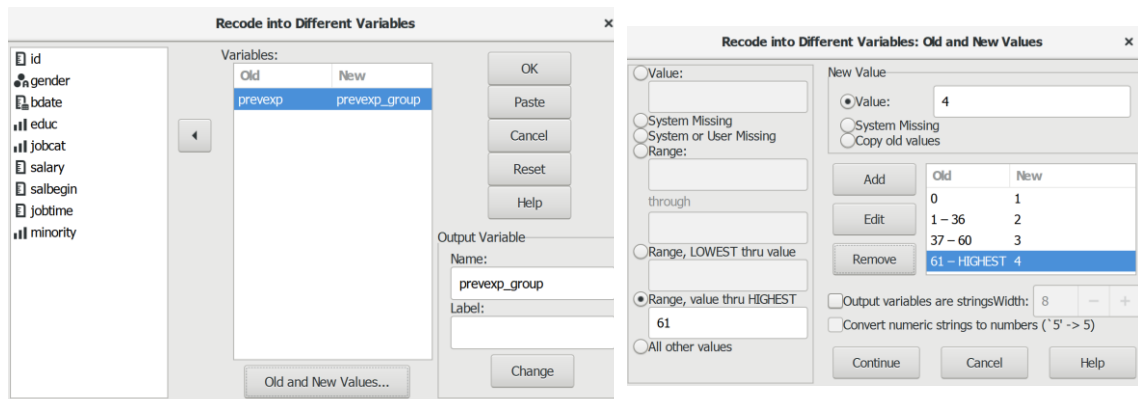 Recode into Different Variables
×
id
gender
bdate
educ
jobcat
salary
salbegin
jobtime
minority
Variables:
Old New
prevexp prevexp_group
Old and New Values...
OK
Paste
Cancel
Reset
Help
Output Variable
Name:
prevexp_group
Label:
Change
Recode into Different Variables: Old and New Values
×
Value:
System Missing
System or User Missing
Range:
through
Range, LOWEST thru value
Range, value thru HIGHEST
61
All other values
New Value
Value: 4
System Missing
Copy old values
Add
Edit
Remove
Old New
0 1
1 – 36 2
37 – 60 3
61 – HIGHEST 4
Output variables are stringsWidth: 8 − +
Convert numeric strings to numbers (`5' -> 5)
Continue Cancel Help